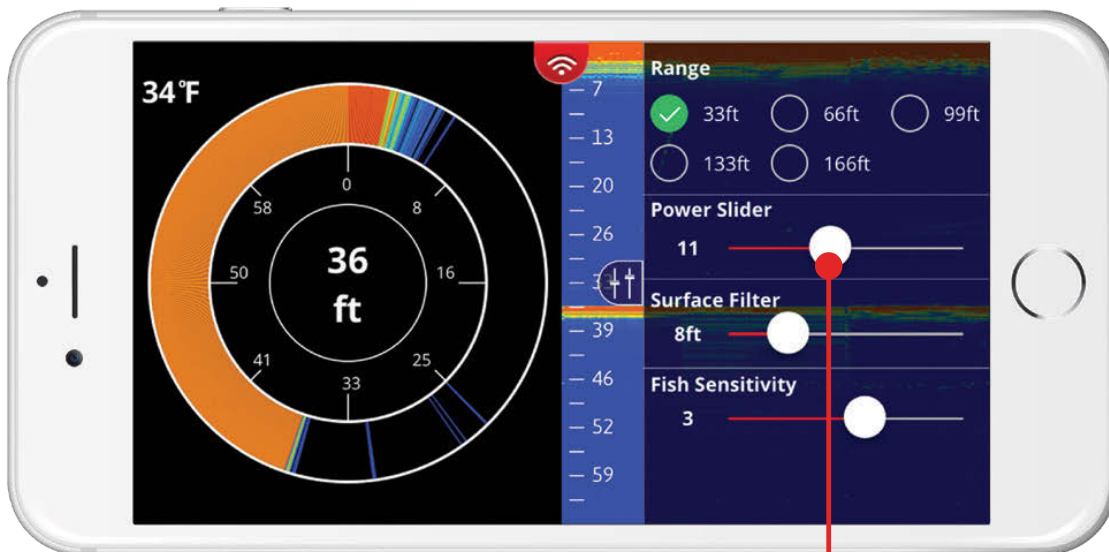 34°F
0
8
16
25
33
41
50
58
36
ft
7
13
20
26
33
39
46
52
59
Range
33ft
66ft
99ft
133ft
166ft
Power Slider
11
Surface Filter
8ft
Fish Sensitivity
3